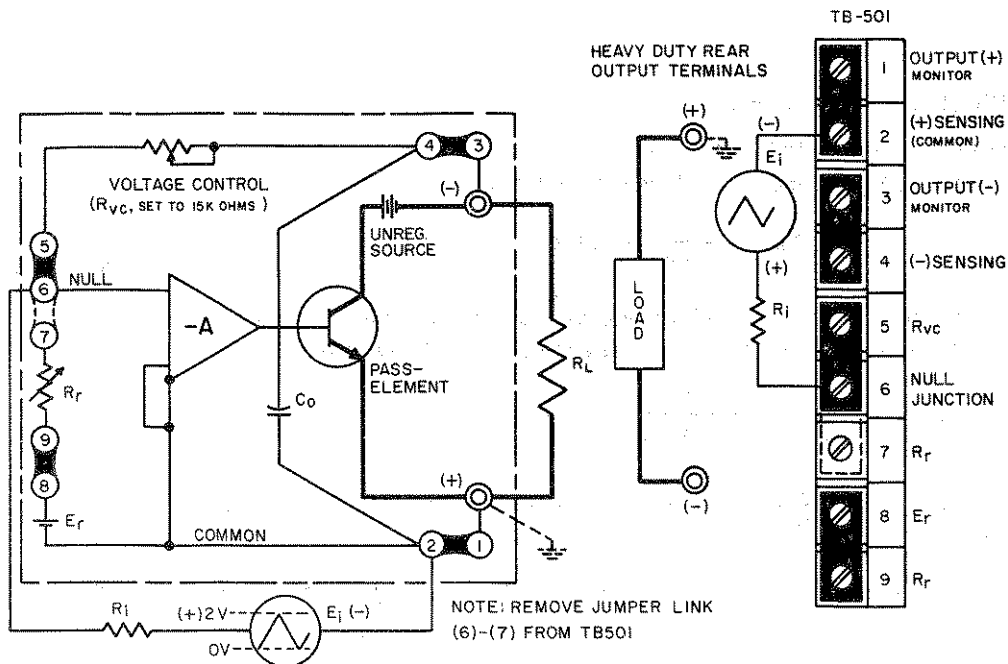 TB-501
HEAVY DUTY REAR
OUTPUT TERMINALS
1 OUTPUT (+)
MONITOR
2 (+) SENSING
(COMMON)
3 OUTPUT (-)
MONITOR
4 (-) SENSING
5 Rvc
6 NULL
JUNCTION
7 Rr
8 Er
9 Rr
(+)
(-)
Ei
(+)
Ri
LOAD
(-)
4 3
VOLTAGE CONTROL
(RVC, SET TO 15K OHMS)
(-)
UNREG.
SOURCE
5
6 NULL
7
-A
PASS-
ELEMENT
RL
Rr
Co
9
8
(+)
Er
COMMON
2 1
Ri
(+) 2V
Ei (-)
0V
NOTE: REMOVE JUMPER LINK
(6)-(7) FROM TB501